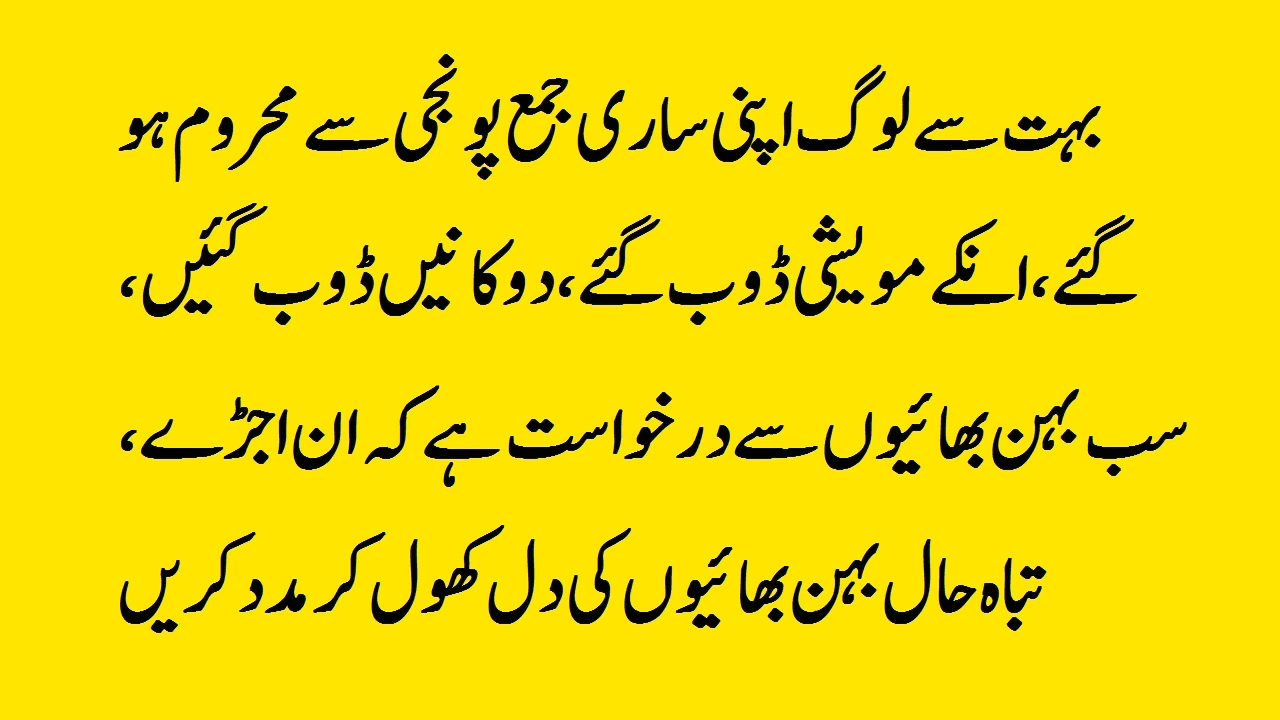 بہت سے لوگ اپنی ساری جمع پونجی سے محروم ہو
گئے، انکے مویشی ڈوب گئے، دوکانیں ڈوب گئیں،
سب بہن بھائیوں سے درخواست ہے کہ ان اجڑے،
تباہ حال بہن بھائیوں کی دل کھول کر مدد کریں